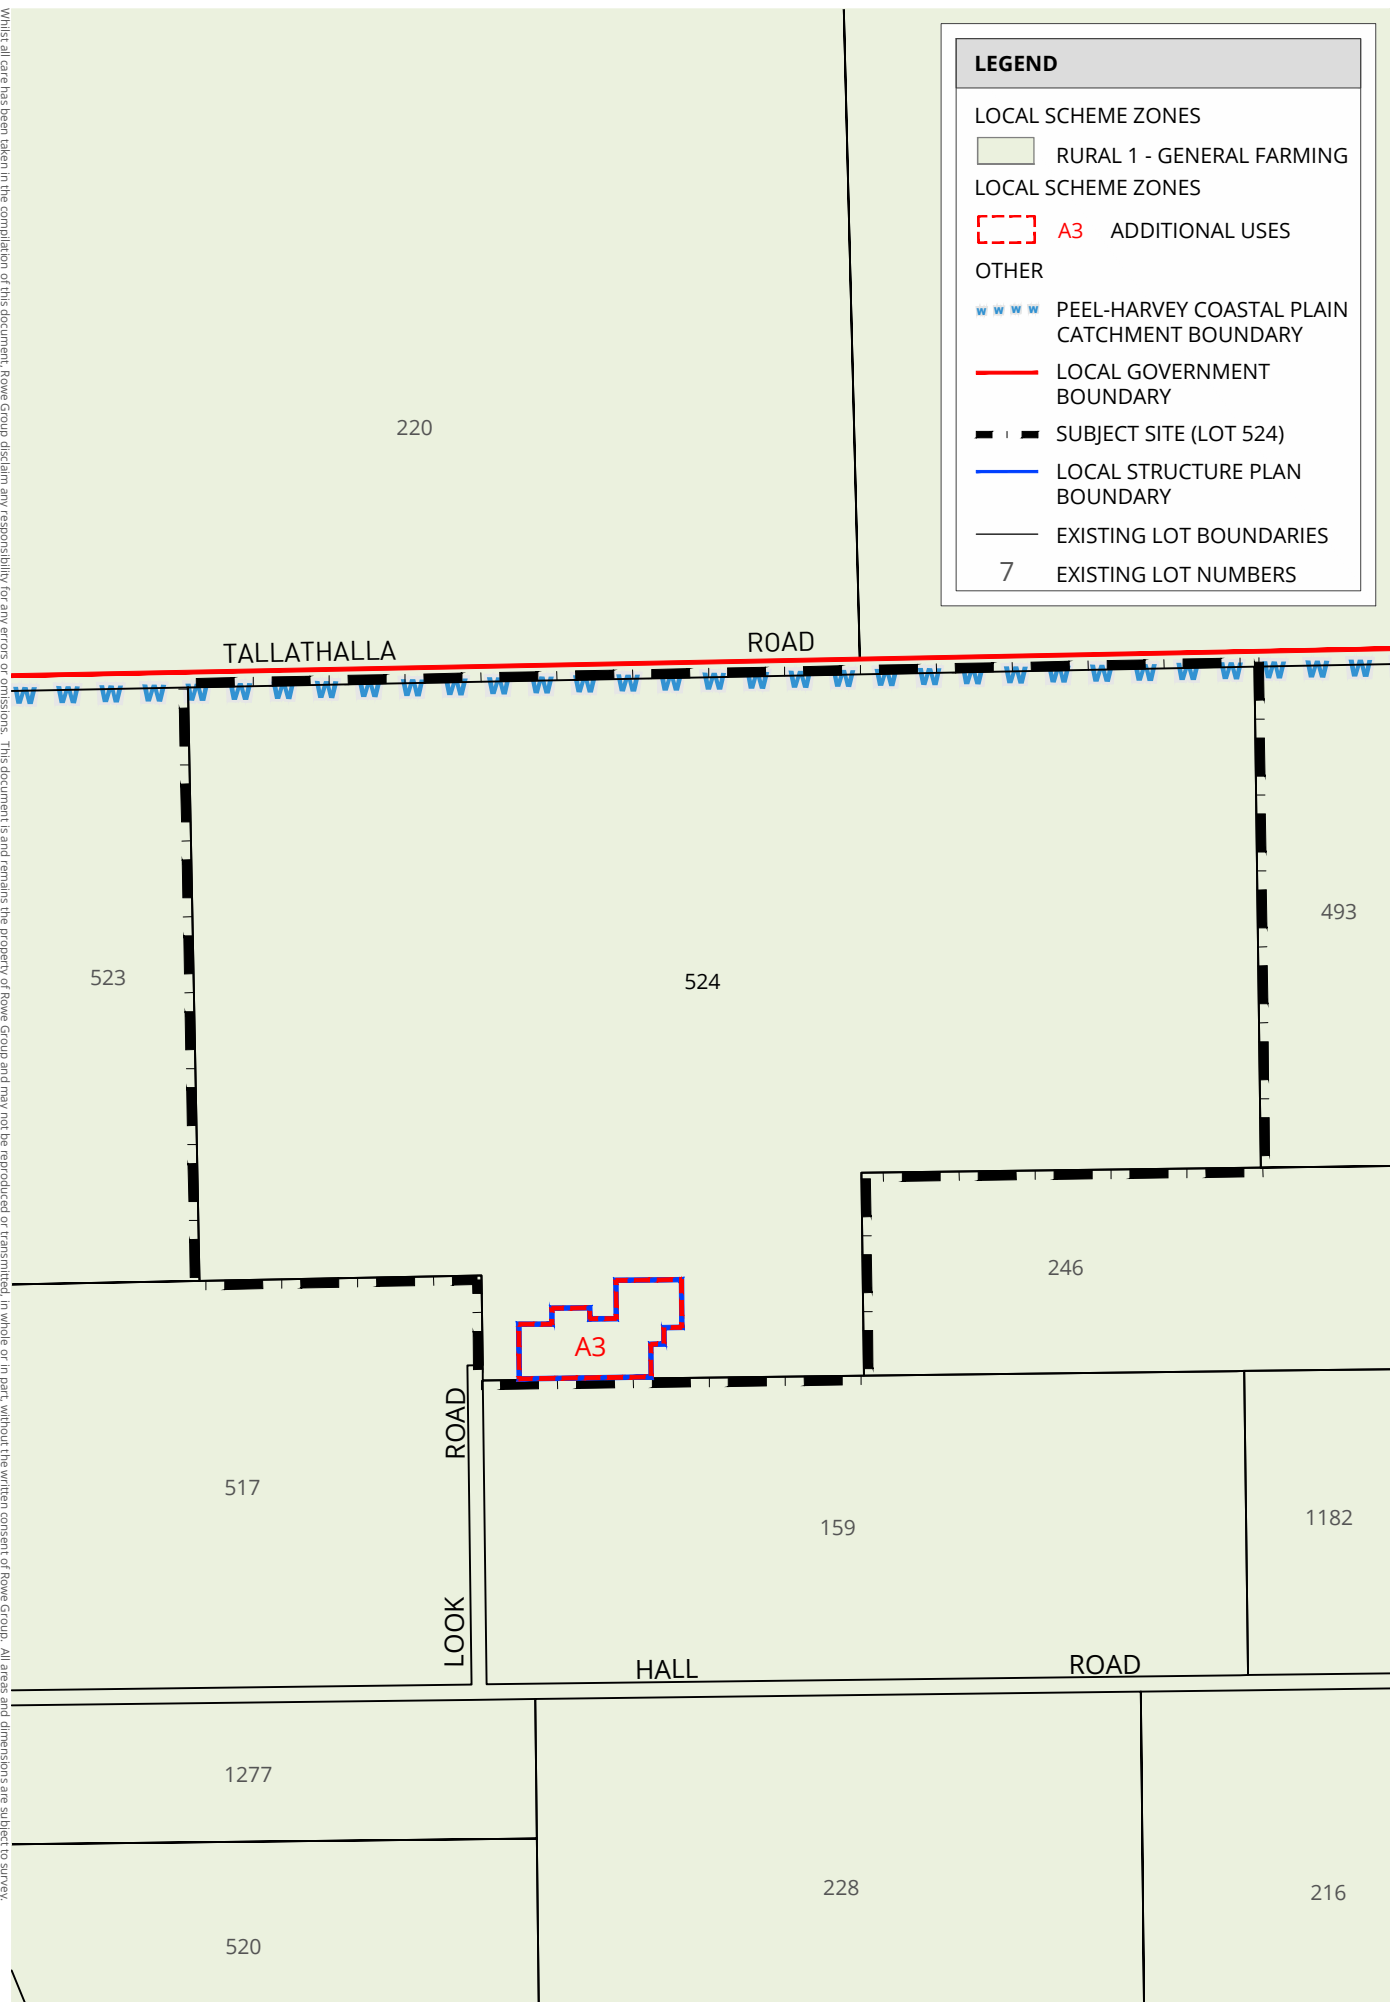 Whilst all care has been taken in the compilation of this document, Rowe Group disclaim any responsibility for any errors or omissions. This document is and remains the property of Rowe Group and may not be reproduced or transmitted, in whole or in part, without the written consent of Rowe Group. All areas and dimensions are subject to survey.
LEGEND
LOCAL SCHEME ZONES
RURAL 1 - GENERAL FARMING
LOCAL SCHEME ZONES
A3 ADDITIONAL USES
OTHER
W W W W PEEL-HARVEY COASTAL PLAIN
CATCHMENT BOUNDARY
LOCAL GOVERNMENT
BOUNDARY
SUBJECT SITE (LOT 524)
LOCAL STRUCTURE PLAN
BOUNDARY
EXISTING LOT BOUNDARIES
7 EXISTING LOT NUMBERS
220
TALLATHALLA ROAD
W W W W W W W W W W W W W W W W W W W W W W W W W W W W W W W W
493
523
524
246
A3
ROAD
517
159
1182
LOOK
HALL ROAD
1277
228
216
520